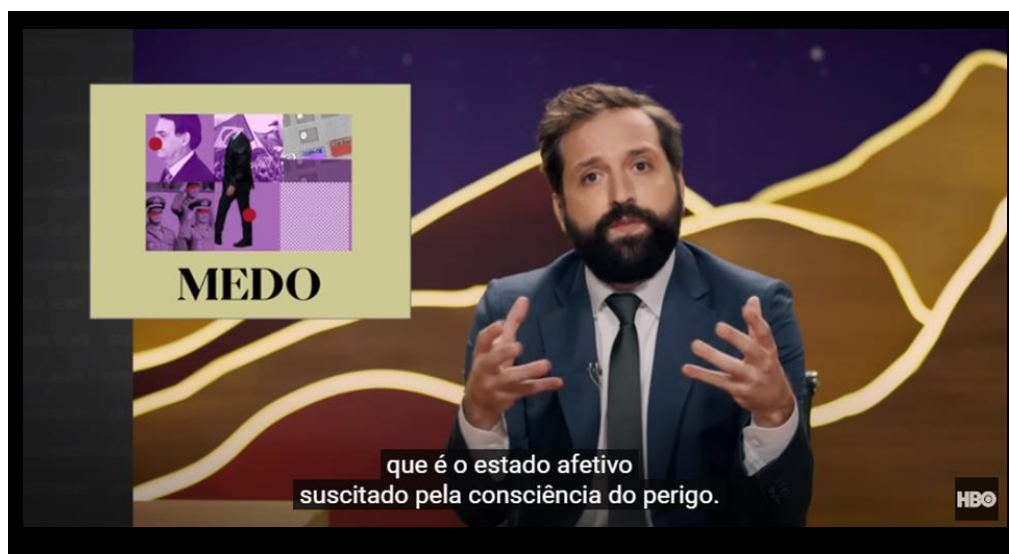 MEDO
que é o estado afetivo
suscitado pela consciência do perigo.
HBO